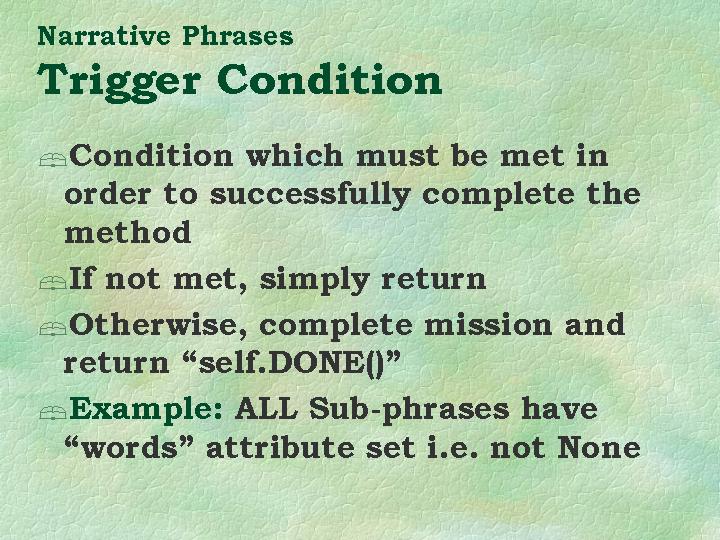 Narrative Phrases
Trigger Condition
Condition which must be met in
order to successfully complete the
method
If not met, simply return
Otherwise, complete mission and
return “self.DONE()”
Example: ALL Sub-phrases have
“words” attribute set i.e. not None